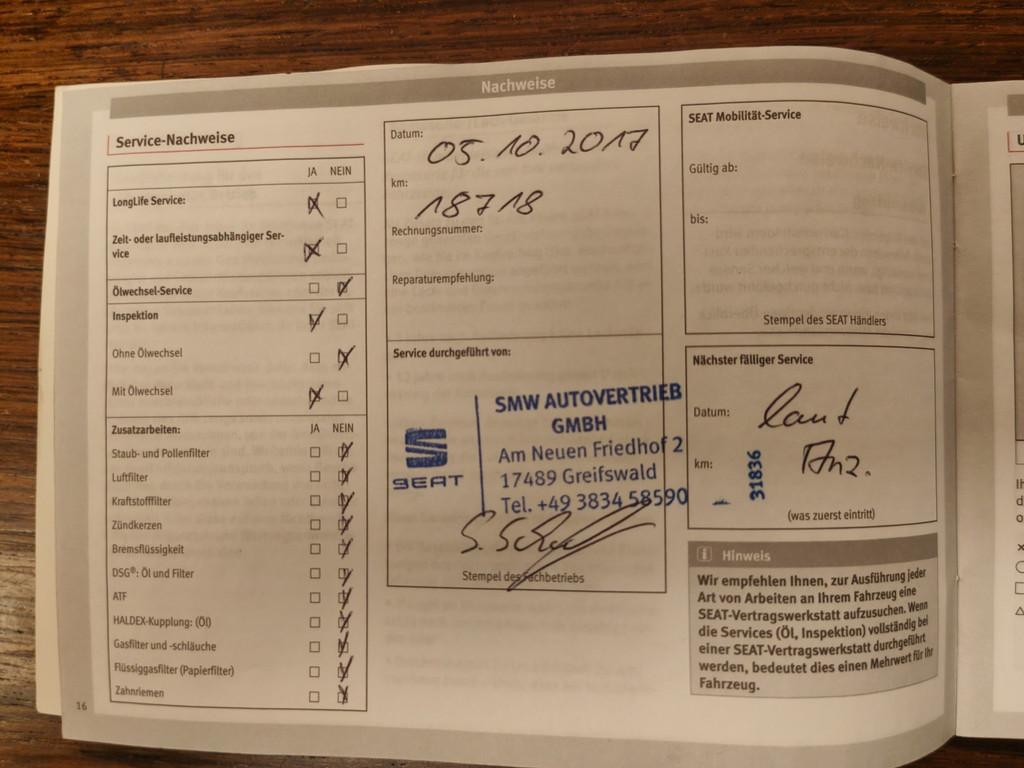 Nachweise
Service-Nachweise
JA NEIN
LongLife Service:
Zeit- oder laufleistungsabhängiger Ser-
vice
Ölwechsel-Service
Inspektion
Ohne Ölwechsel
Mit Ölwechsel
Zusatzarbeiten: JA NEIN
Staub- und Pollenfilter
Luftfilter
Kraftstofffilter
Zündkerzen
Bremsflüssigkeit
DSG®: Öl und Filter
ATF
HALDEX-Kupplung: (Öl)
Gasfilter und -schläuche
Flüssiggasfilter (Papierfilter)
Zahnriemen
16
Datum:
05.10.2017
km:
18718
Rechnungsnummer:
Reparaturempfehlung:
Service durchgeführt von:
SEAT
SMW AUTOVERTRIEB
GMBH
Am Neuen Friedhof 2
17489 Greifswald
Tel. +49 3834 58590
Stempel des Fachbetriebs
SEAT Mobilität-Service
Gültig ab:
bis:
Stempel des SEAT Händlers
Nächster fälliger Service
Datum: laut
km: Anz.
31836
(was zuerst eintritt)
i Hinweis
Wir empfehlen Ihnen, zur Ausführung jeder
Art von Arbeiten an Ihrem Fahrzeug eine
SEAT-Vertragswerkstatt aufzusuchen. Wenn
die Services (Öl, Inspektion) vollständig bei
einer SEAT-Vertragswerkstatt durchgeführt
werden, bedeutet dies einen Mehrwert für Ihr
Fahrzeug.